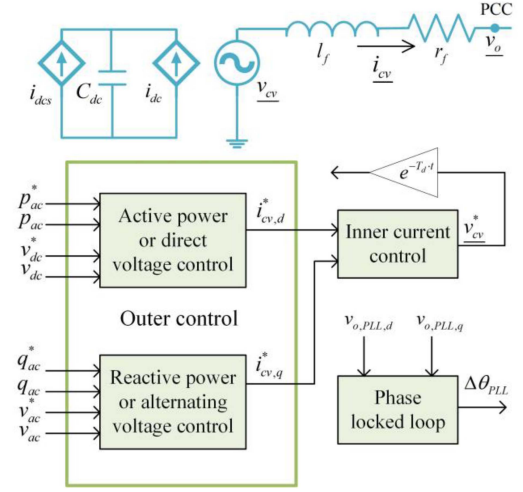 PCC
i_dcs
C_dc
i_dc
v_cv
l_f
i_cv
r_f
v_o
p*_ac
p_ac
v*_dc
v_dc
Active power
or direct
voltage control
i*_cv,d
Outer control
q*_ac
q_ac
v*_ac
v_ac
Reactive power
or alternating
voltage control
i*_cv,q
e^{-T_d·t}
Inner current
control
v*_cv
v_o,PLL,d
v_o,PLL,q
Phase
locked loop
Δθ_PLL